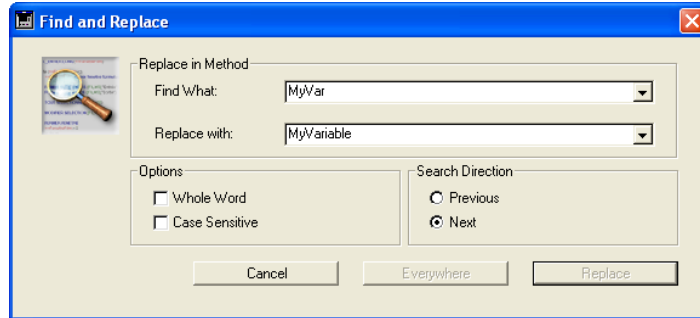 Find and Replace
Replace in Method
Find What:
MyVar
Replace with:
MyVariable
Options
Whole Word
Case Sensitive
Search Direction
Previous
Next
Cancel
Everywhere
Replace